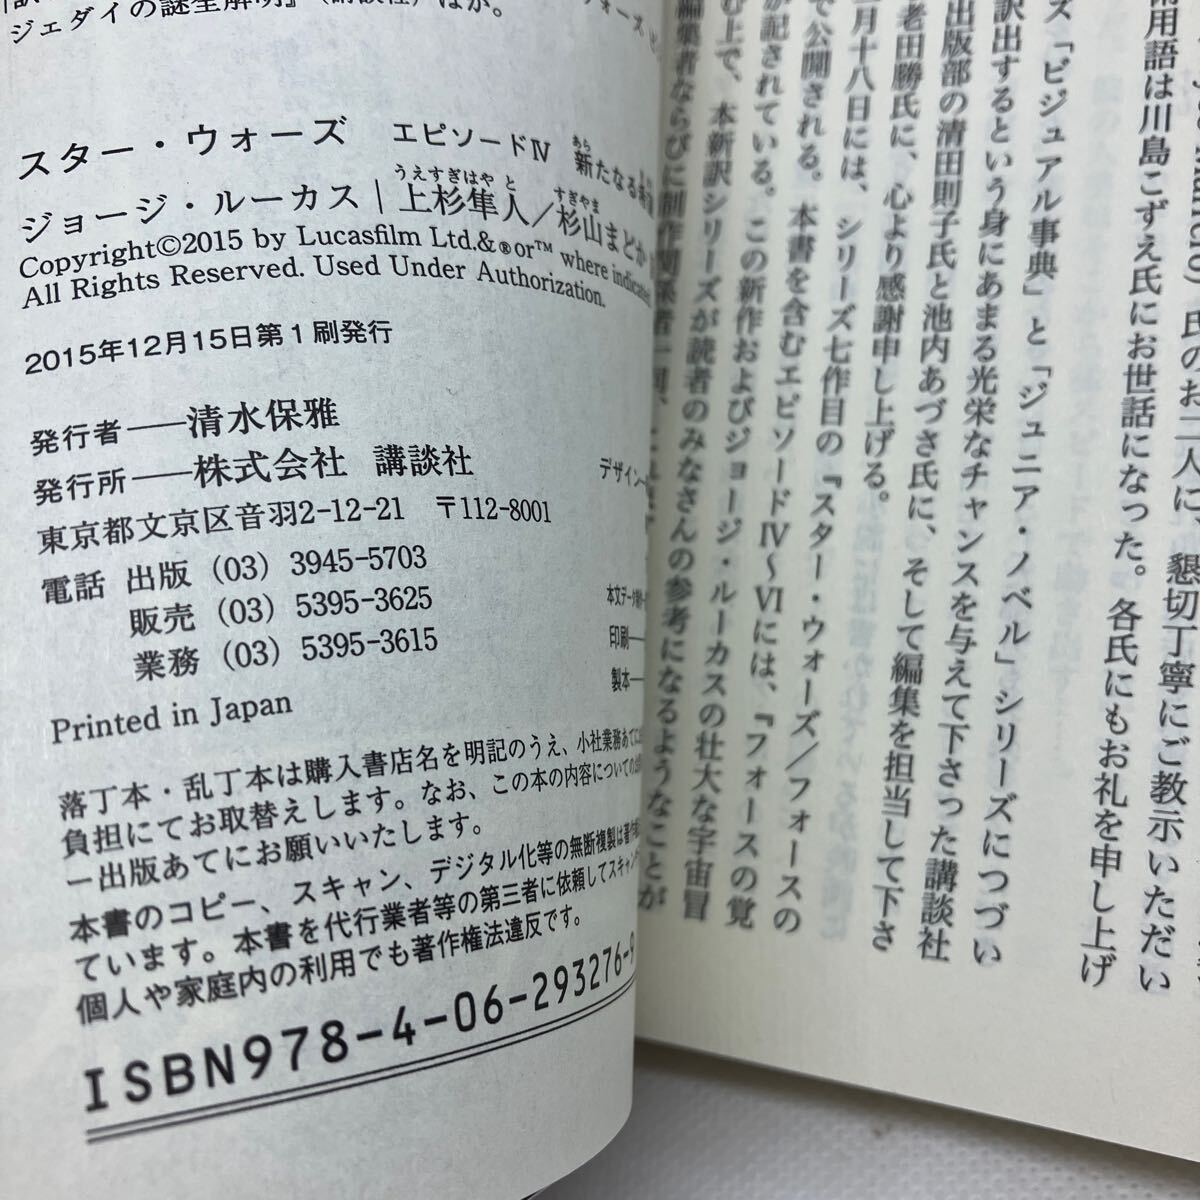 ジェダイの謎全解明』（講談社）ほか。
スター・ウォーズ エピソードⅣ 新たなる希望
ジョージ・ルーカス｜上杉隼人／杉山まどか
Copyright©2015 by Lucasfilm Ltd.&®or™ where indicated
All Rights Reserved. Used Under Authorization.
2015年12月15日第1刷発行
発行者――清水保雅
発行所――株式会社 講談社
東京都文京区音羽2-12-21 〒112-8001
電話 出版 (03) 3945-5703
販売 (03) 5395-3625
業務 (03) 5395-3615
Printed in Japan
デザイン―
本文データ制作―
印刷―
製本―
落丁本・乱丁本は購入書店名を明記のうえ、小社業務あてに
負担にてお取替えします。なお、この本の内容についての
ー出版あてにお願いいたします。
本書のコピー、スキャン、デジタル化等の無断複製は著作
ています。本書を代行業者等の第三者に依頼してスキャン
個人や家庭内の利用でも著作権法違反です。
ISBN978-4-06-293276-9
術用語は川島こずえ氏にお世話になった。各氏にもお礼を申し上げ
氏のお二人に、懇切丁寧にご教示いただい
ズ「ビジュアル事典」と「ジュニア・ノベル」シリーズにつづい
訳出するという身にあまる光栄なチャンスを与えて下さった講談社
出版部の清田則子氏と池内あづさ氏に、そして編集を担当して下さ
老田勝氏に、心より感謝申し上げる。
月十八日には、シリーズ七作目の『スター・ウォーズ／フォースの
で公開される。本書を含むエピソードⅣ〜Ⅵには、『フォースの覚
が記されている。この新作およびジョージ・ルーカスの壮大な宇宙冒
む上で、本新訳シリーズが読者のみなさんの参考になるようなことが
編集者ならびに制作関係者一同、